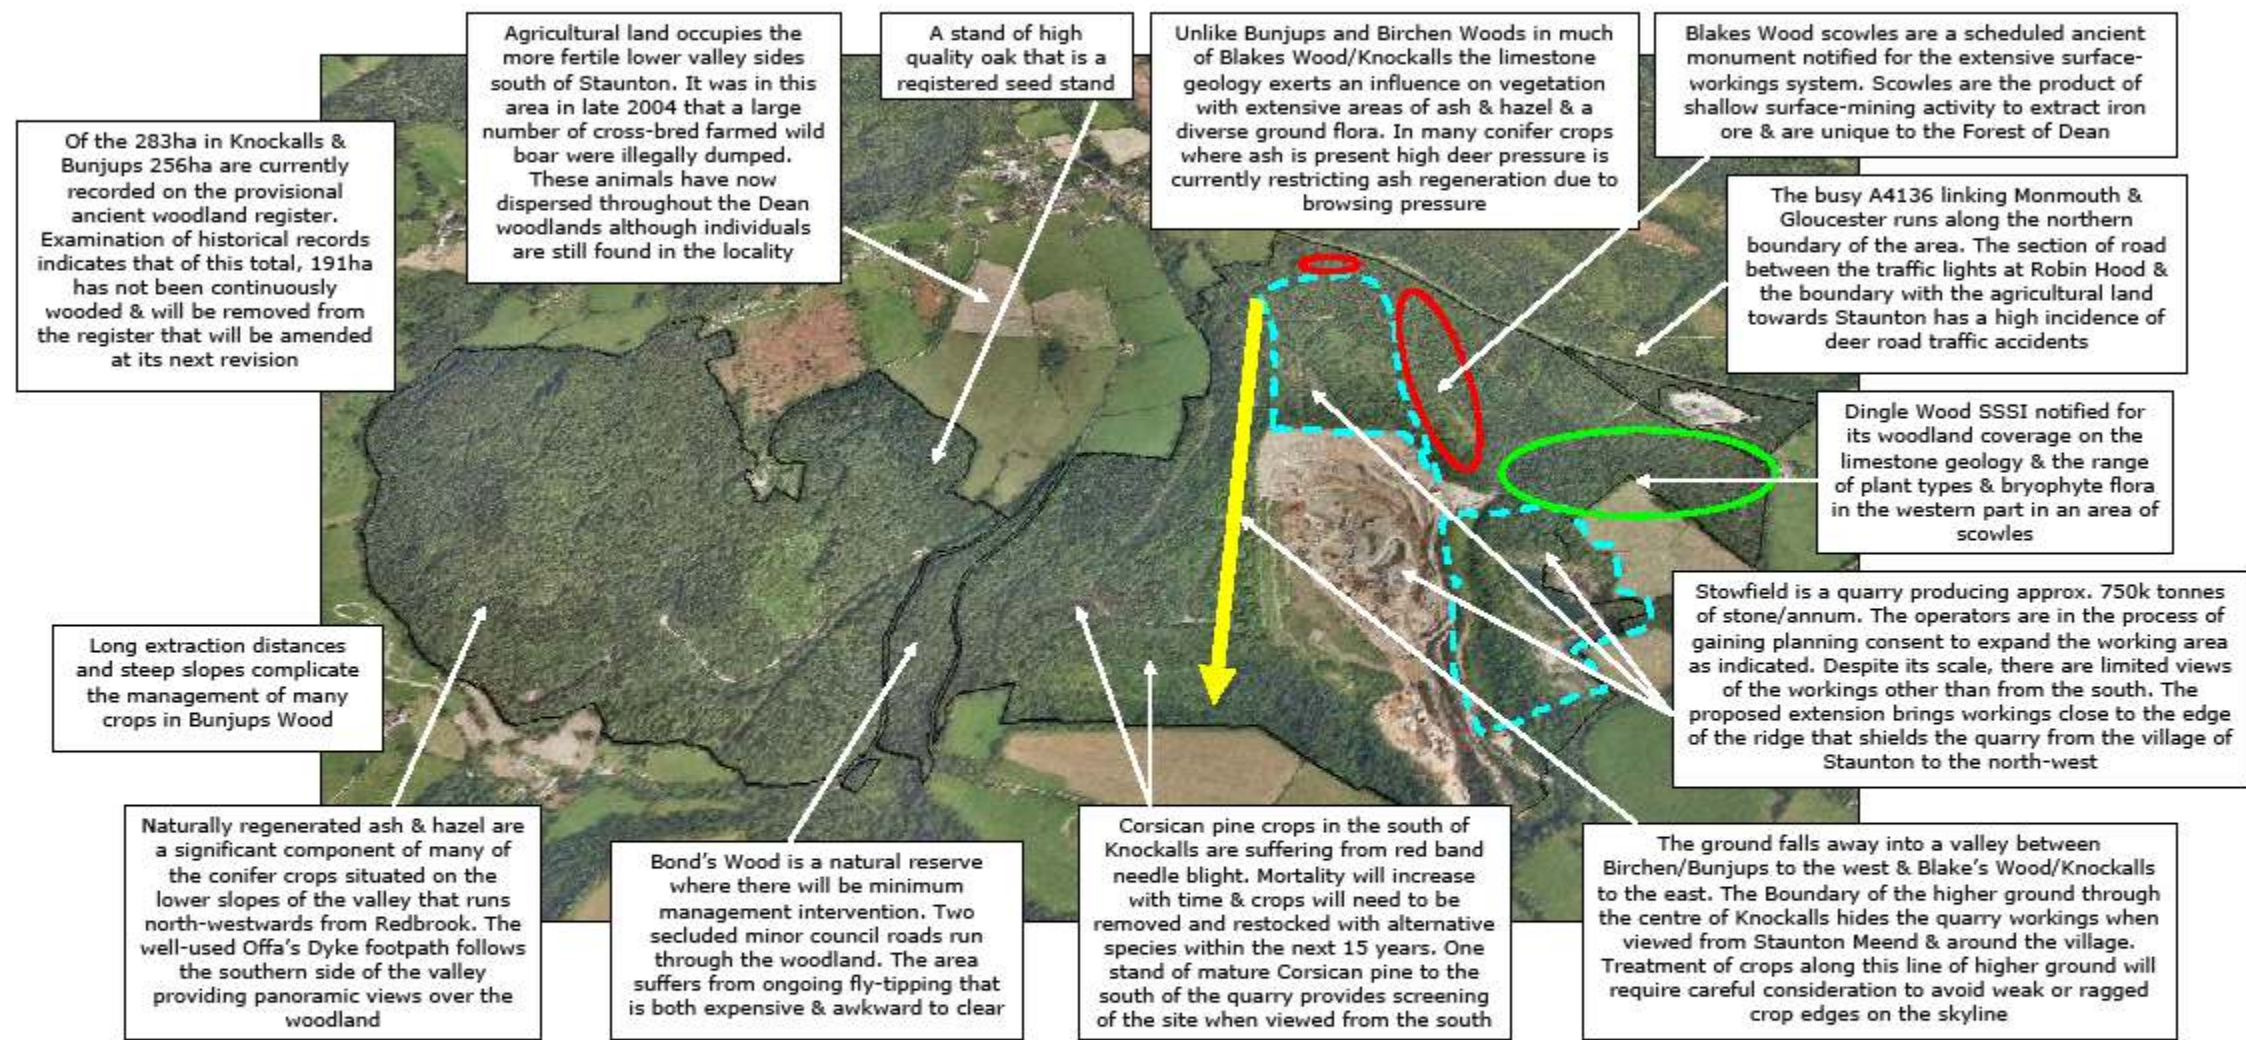 Of the 283ha in Knockalls &
Bunjups 256ha are currently
recorded on the provisional
ancient woodland register.
Examination of historical records
indicates that of this total, 191ha
has not been continuously
wooded & will be removed from
the register that will be amended
at its next revision
Agricultural land occupies the
more fertile lower valley sides
south of Staunton. It was in this
area in late 2004 that a large
number of cross-bred farmed wild
boar were illegally dumped.
These animals have now
dispersed throughout the Dean
woodlands although individuals
are still found in the locality
A stand of high
quality oak that is a
registered seed stand
Unlike Bunjups and Birchen Woods in much
of Blakes Wood/Knockalls the limestone
geology exerts an influence on vegetation
with extensive areas of ash & hazel & a
diverse ground flora. In many conifer crops
where ash is present high deer pressure is
currently restricting ash regeneration due to
browsing pressure
Blakes Wood scowles are a scheduled ancient
monument notified for the extensive surface-
workings system. Scowles are the product of
shallow surface-mining activity to extract iron
ore & are unique to the Forest of Dean
The busy A4136 linking Monmouth &
Gloucester runs along the northern
boundary of the area. The section of road
between the traffic lights at Robin Hood &
the boundary with the agricultural land
towards Staunton has a high incidence of
deer road traffic accidents
Dingle Wood SSSI notified for
its woodland coverage on the
limestone geology & the range
of plant types & bryophyte flora
in the western part in an area of
scowles
Stowfield is a quarry producing approx. 750k tonnes
of stone/annum. The operators are in the process of
gaining planning consent to expand the working area
as indicated. Despite its scale, there are limited views
of the workings other than from the south. The
proposed extension brings workings close to the edge
of the ridge that shields the quarry from the village of
Staunton to the north-west
Long extraction distances
and steep slopes complicate
the management of many
crops in Bunjups Wood
Naturally regenerated ash & hazel are
a significant component of many of
the conifer crops situated on the
lower slopes of the valley that runs
north-westwards from Redbrook. The
well-used Offa's Dyke footpath follows
the southern side of the valley
providing panoramic views over the
woodland
Bond's Wood is a natural reserve
where there will be minimum
management intervention. Two
secluded minor council roads run
through the woodland. The area
suffers from ongoing fly-tipping that
is both expensive & awkward to clear
Corsican pine crops in the south of
Knockalls are suffering from red band
needle blight. Mortality will increase
with time & crops will need to be
removed and restocked with alternative
species within the next 15 years. One
stand of mature Corsican pine to the
south of the quarry provides screening
of the site when viewed from the south
The ground falls away into a valley between
Birchen/Bunjups to the west & Blake's Wood/Knockalls
to the east. The Boundary of the higher ground through
the centre of Knockalls hides the quarry workings when
viewed from Staunton Meend & around the village.
Treatment of crops along this line of higher ground will
require careful consideration to avoid weak or ragged
crop edges on the skyline